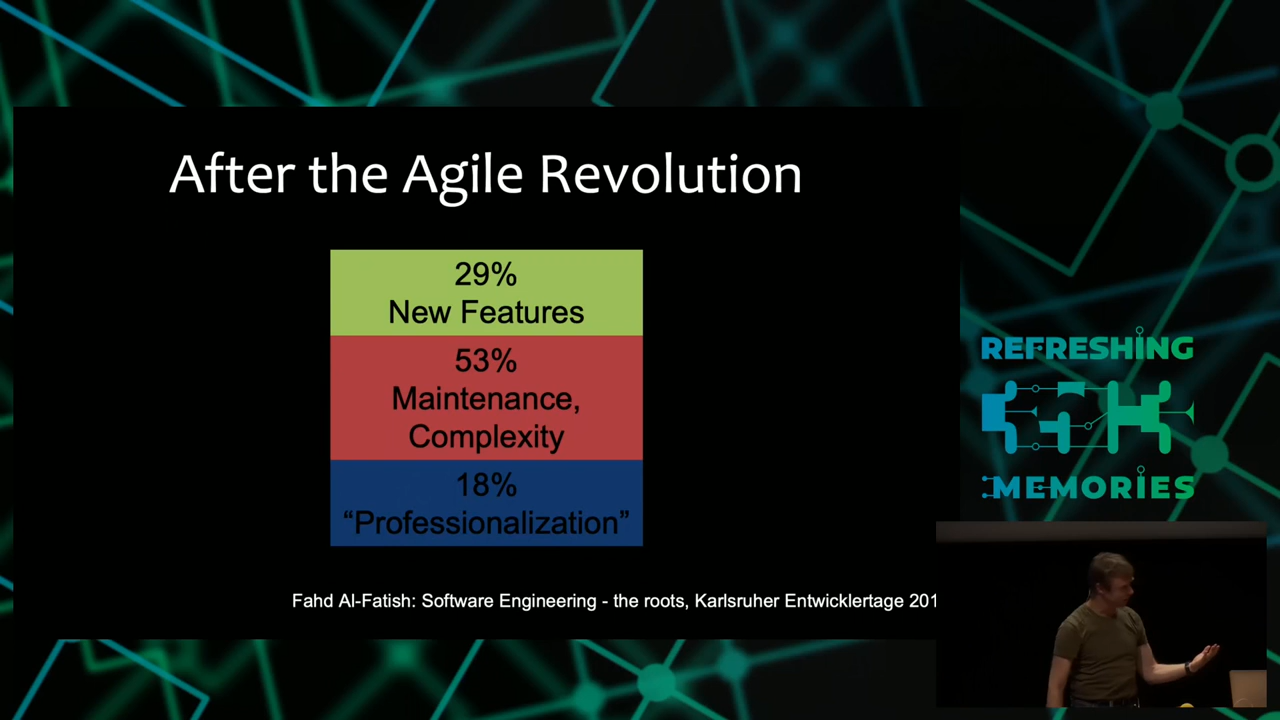 After the Agile Revolution
29%
New Features
53%
Maintenance,
Complexity
18%
“Professionalization”
Fahd Al-Fatish: Software Engineering - the roots, Karlsruher Entwicklertage 201
REFRESHING
MEMORIES